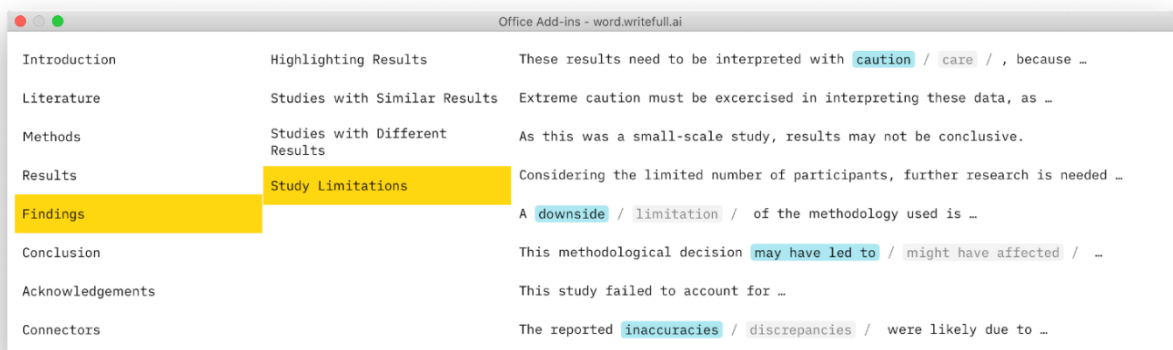 Office Add-ins - word.writefull.ai
Introduction
Literature
Methods
Results
Findings
Conclusion
Acknowledgements
Connectors
Highlighting Results
Studies with Similar Results
Studies with Different
Results
Study Limitations
These results need to be interpreted with caution / care / , because …
Extreme caution must be excercised in interpreting these data, as …
As this was a small-scale study, results may not be conclusive.
Considering the limited number of participants, further research is needed …
A downside / limitation / of the methodology used is …
This methodological decision may have led to / might have affected / …
This study failed to account for …
The reported inaccuracies / discrepancies / were likely due to …